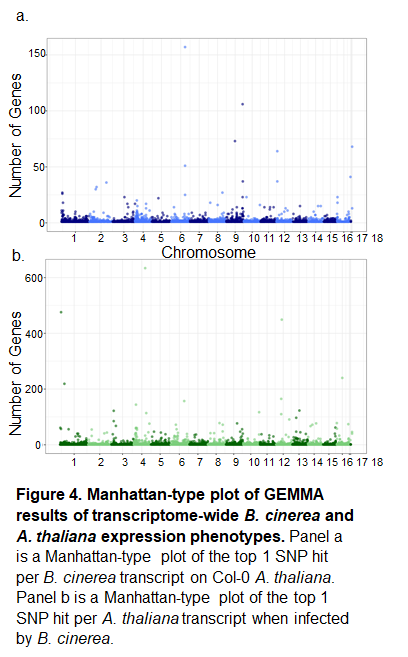 a.
Number of Genes
150
100
50
0
1 2 3 4 5 6 7 8 9 10 11 12 13 14 15 16 17 18
Chromosome
b.
Number of Genes
600
400
200
0
1 2 3 4 5 6 7 8 9 10 11 12 13 14 15 16 17 18
Figure 4. Manhattan-type plot of GEMMA
results of transcriptome-wide B. cinerea and
A. thaliana expression phenotypes. Panel a
is a Manhattan-type plot of the top 1 SNP hit
per B. cinerea transcript on Col-0 A. thaliana.
Panel b is a Manhattan-type plot of the top 1
SNP hit per A. thaliana transcript when infected
by B. cinerea.